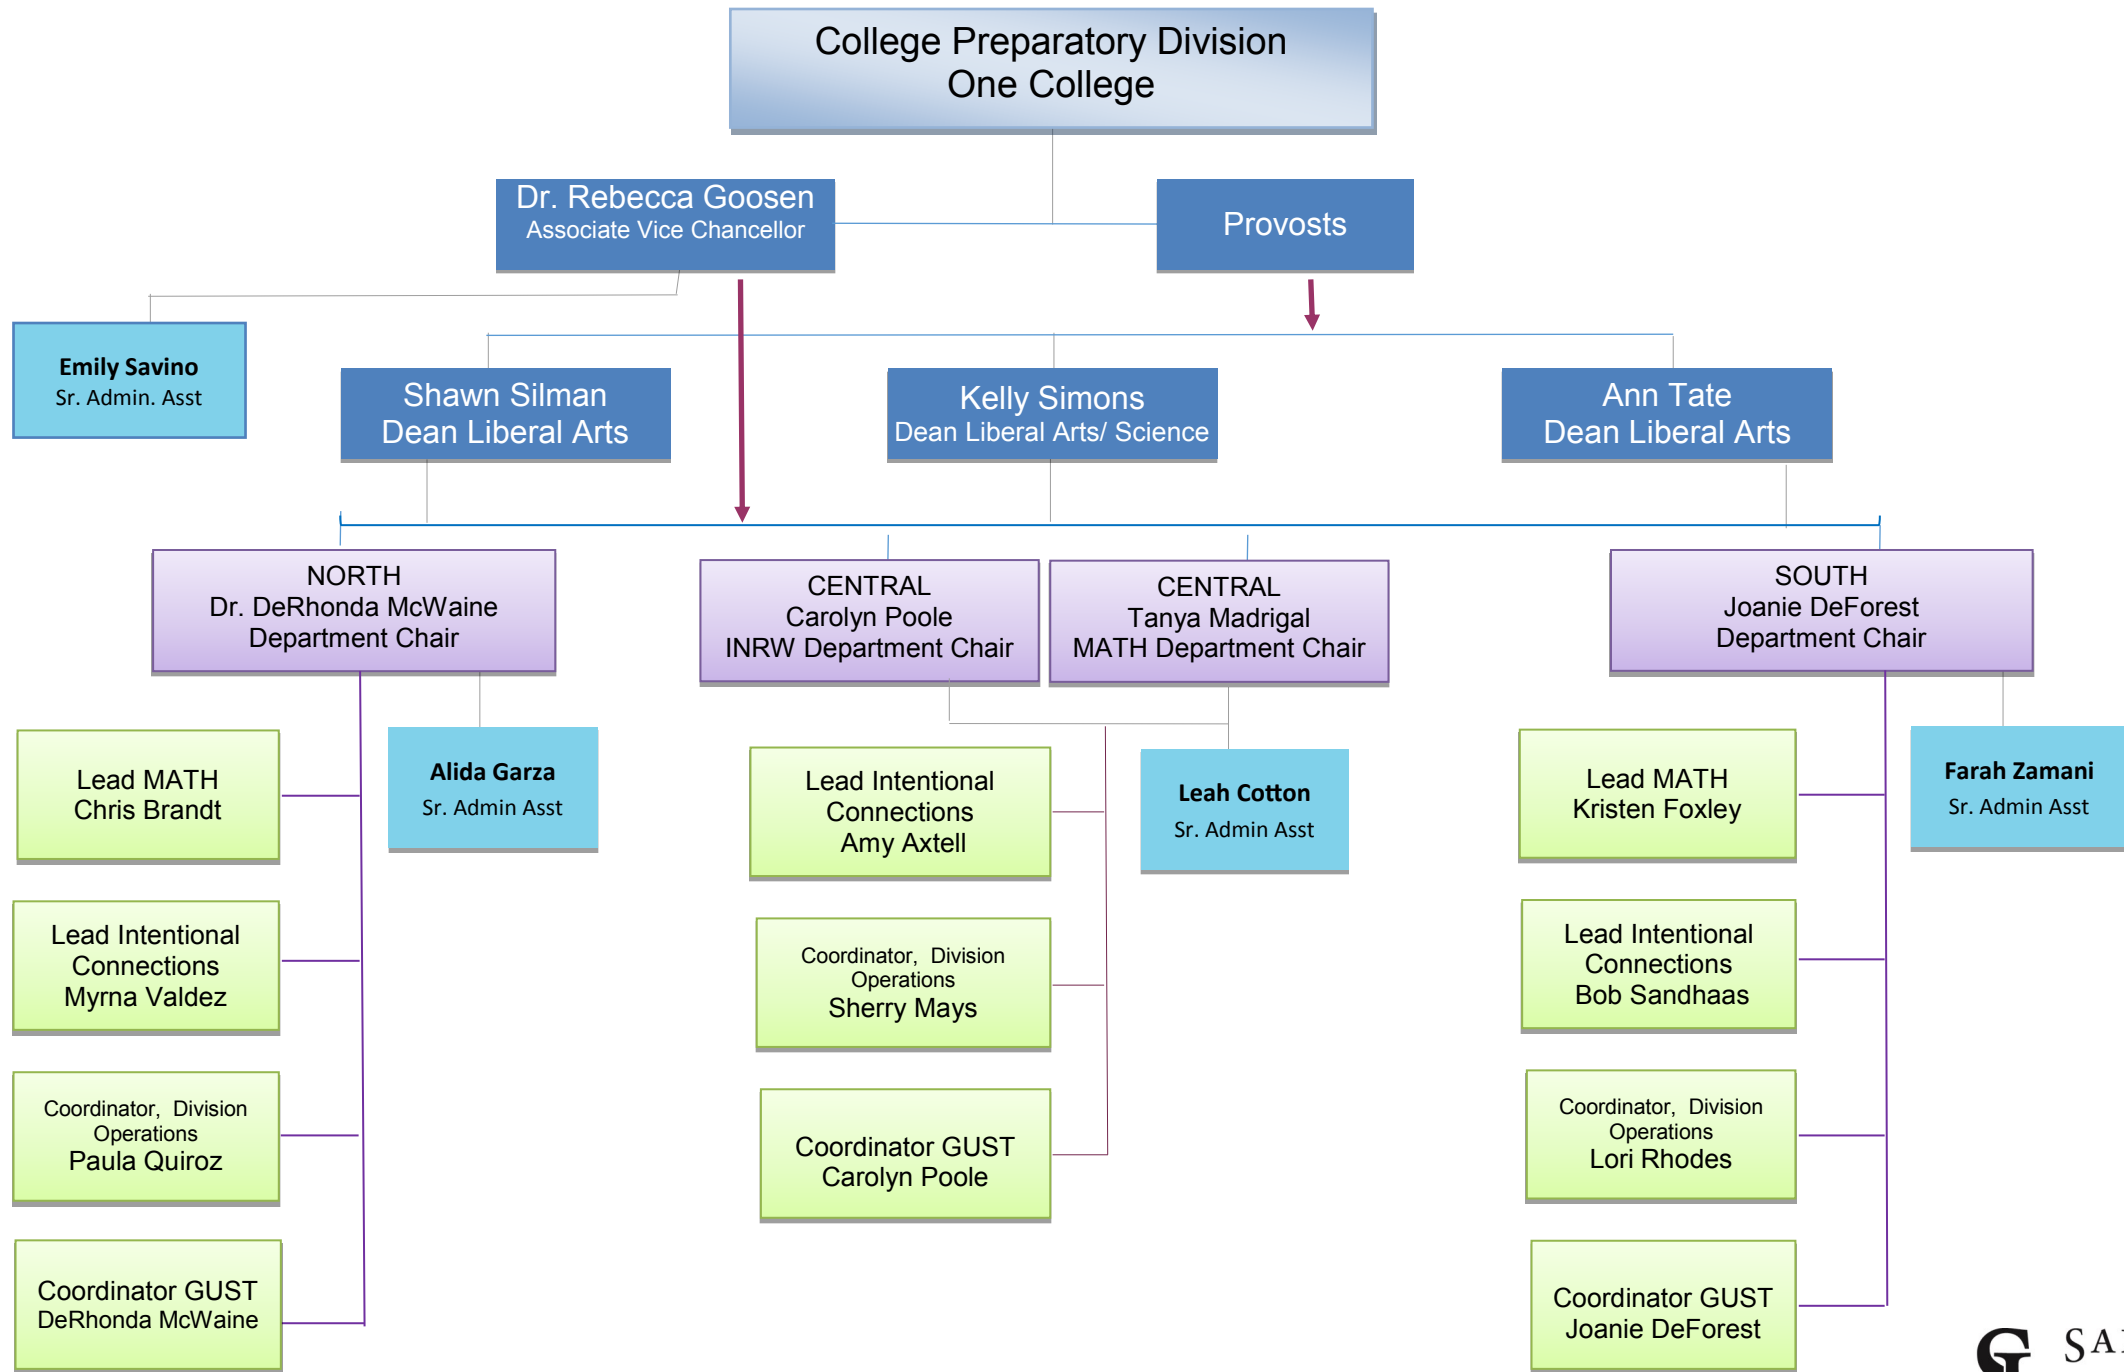 College Preparatory Division
One College
Dr. Rebecca Goosen
Associate Vice Chancellor
Provosts
Emily Savino
Sr. Admin. Asst
Shawn Silman
Dean Liberal Arts
Kelly Simons
Dean Liberal Arts/ Science
Ann Tate
Dean Liberal Arts
NORTH
Dr. DeRhonda McWaine
Department Chair
CENTRAL
Carolyn Poole
INRW Department Chair
CENTRAL
Tanya Madrigal
MATH Department Chair
SOUTH
Joanie DeForest
Department Chair
Lead MATH
Chris Brandt
Alida Garza
Sr. Admin Asst
Lead Intentional
Connections
Amy Axtell
Leah Cotton
Sr. Admin Asst
Lead MATH
Kristen Foxley
Farah Zamani
Sr. Admin Asst
Lead Intentional
Connections
Myrna Valdez
Coordinator, Division
Operations
Sherry Mays
Lead Intentional
Connections
Bob Sandhaas
Coordinator, Division
Operations
Paula Quiroz
Coordinator GUST
Carolyn Poole
Coordinator, Division
Operations
Lori Rhodes
Coordinator GUST
DeRhonda McWaine
Coordinator GUST
Joanie DeForest